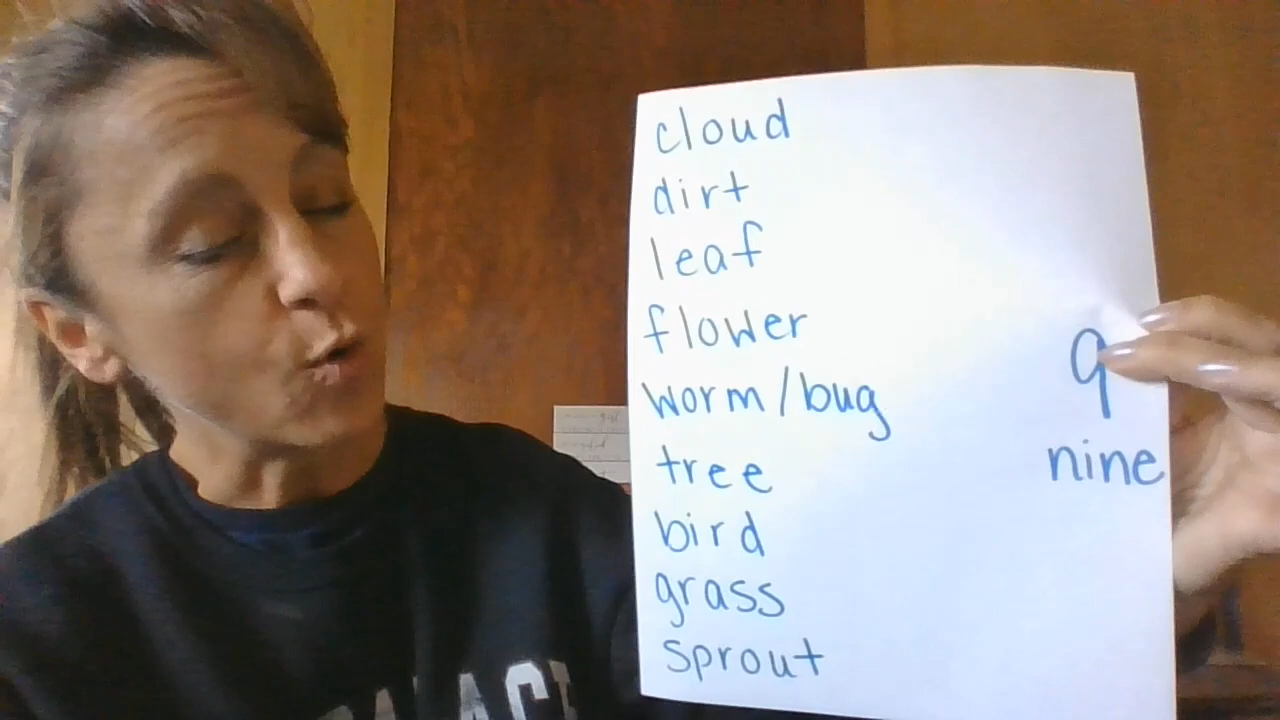 cloud
dirt
leaf
flower
worm/bug
tree
bird
grass
sprout
9
nine